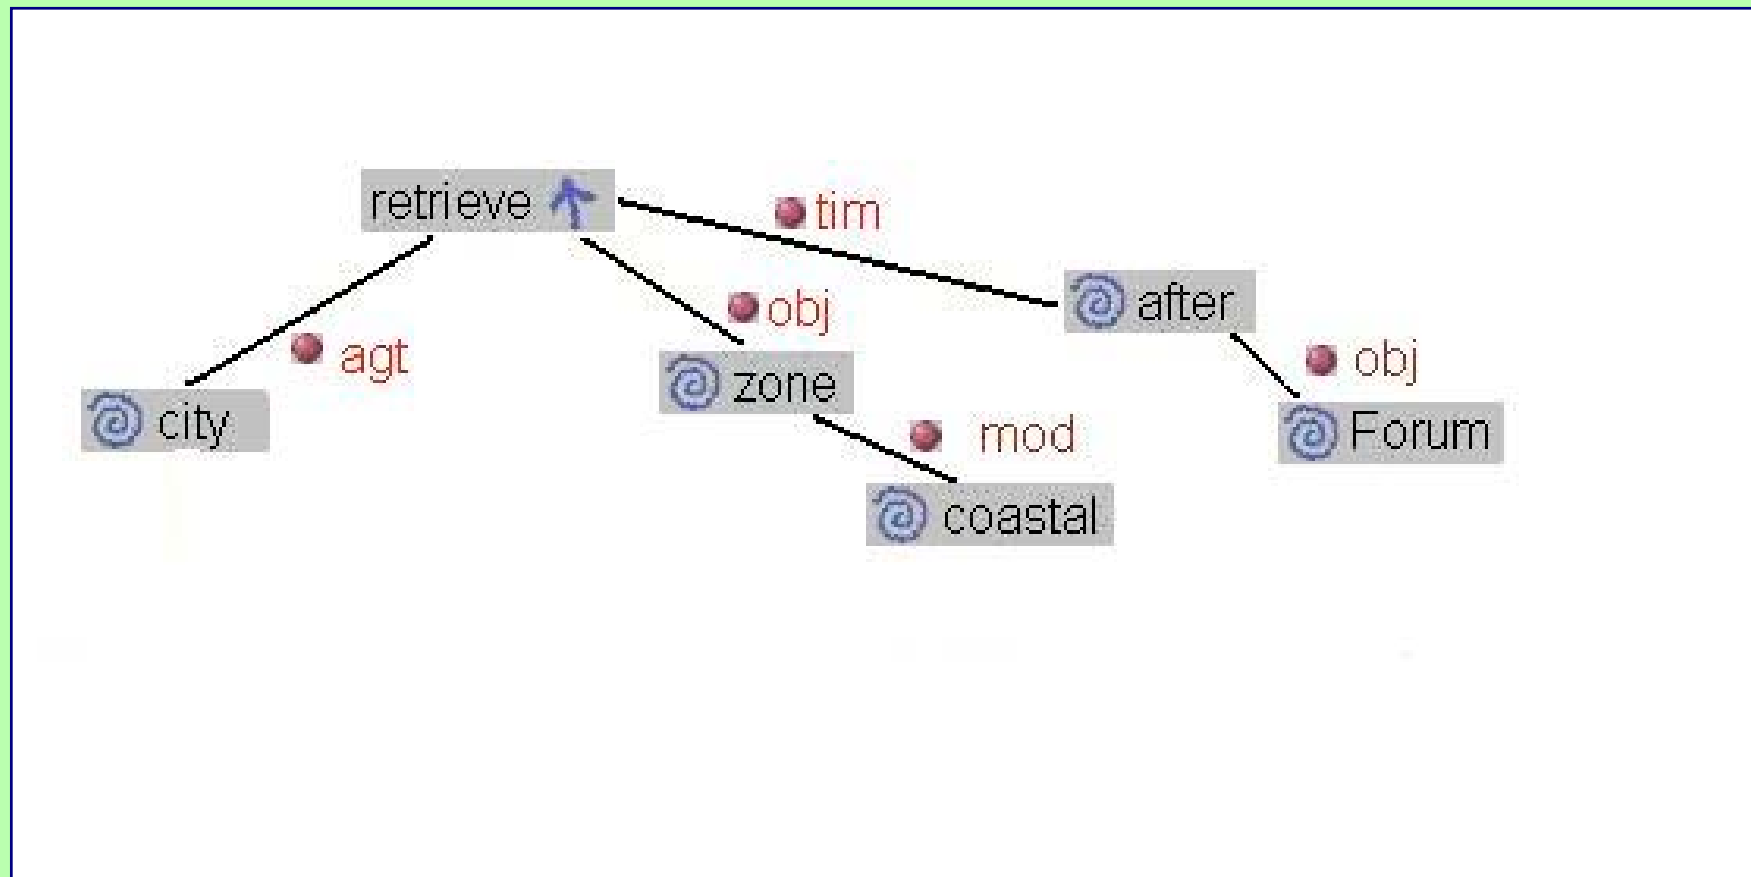 retrieve
tim
after
obj
obj
agt
zone
city
mod
Forum
coastal